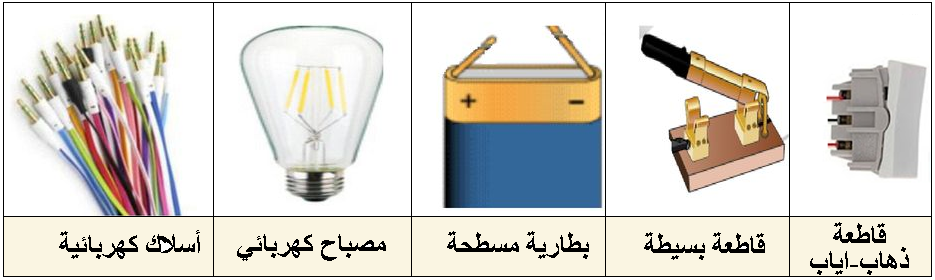 + -
قاطعة
ذهاب-اياب
قاطعة بسيطة
بطارية مسطحة
مصباح كهربائي
أسلاك كهربائية